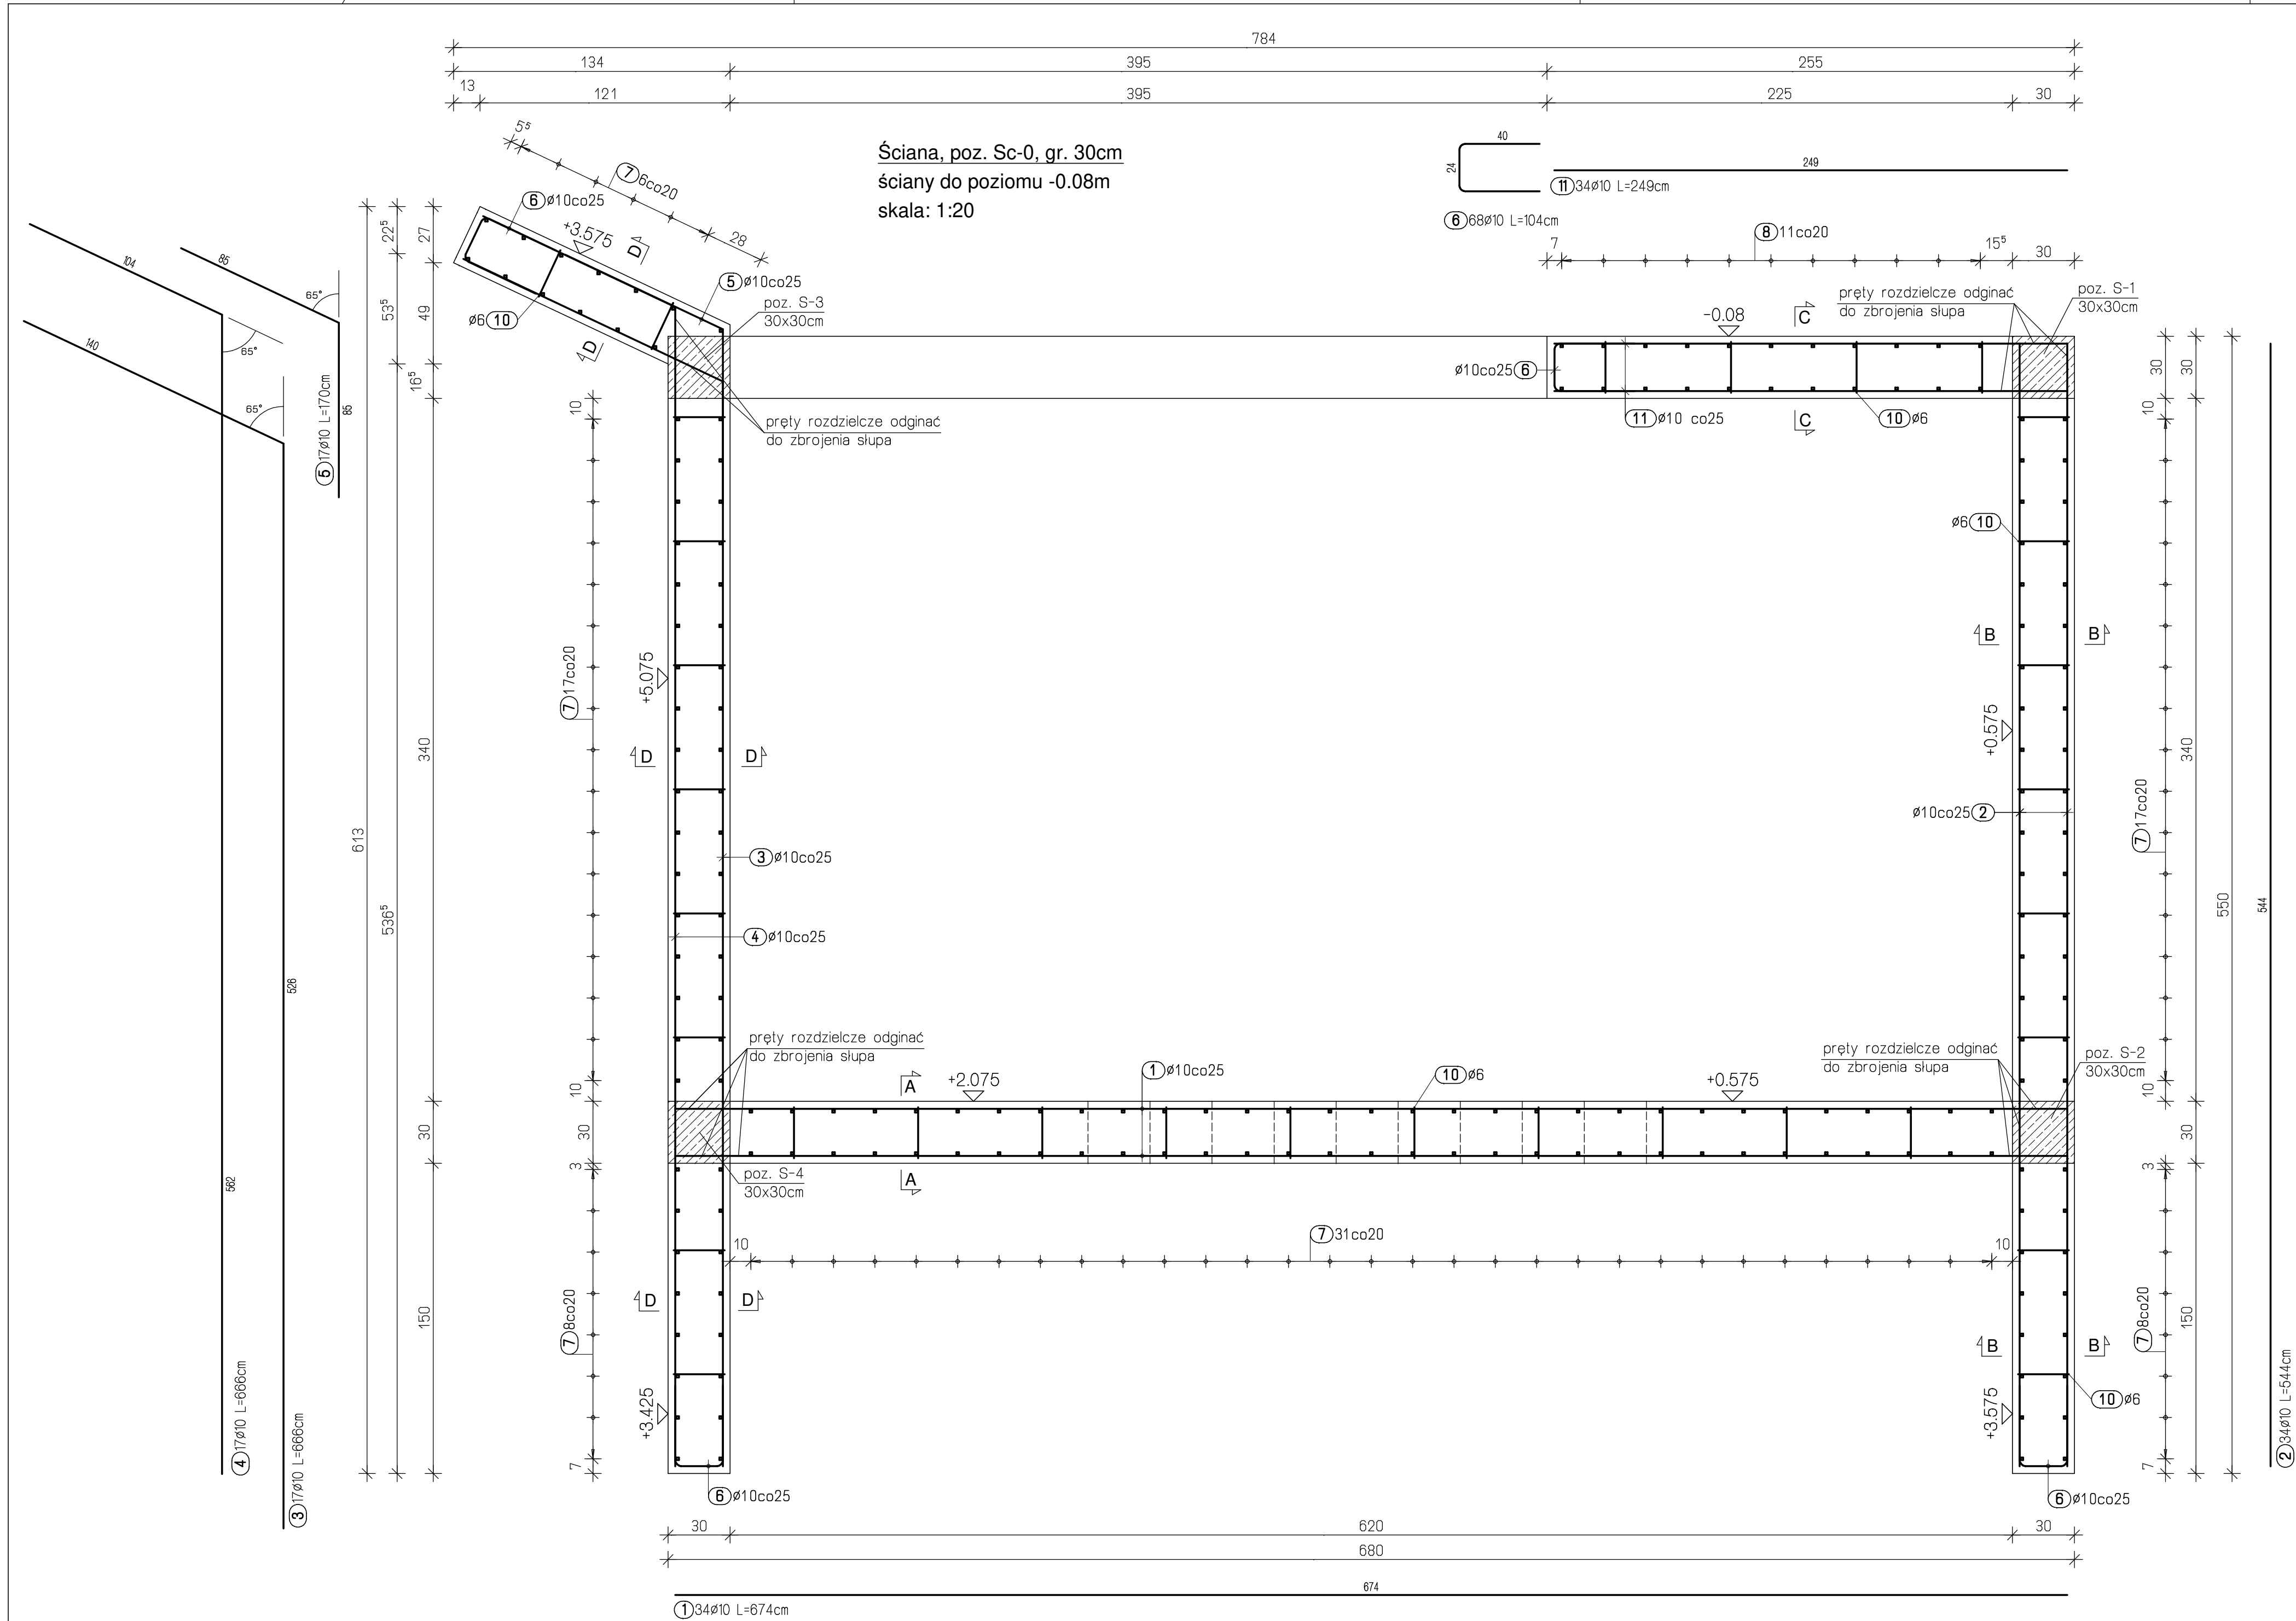 784
134
395
255
13
121
395
225
30
Ściana, poz. Sc-0, gr. 30cm
ściany do poziomu -0.08m
skala: 1:20
5⁵
7 6co20
28
6 ø10co25
+3.575
D
D
5 ø10co25
poz. S-3
30x30cm
ø6 10
40
24
6 68ø10 L=104cm
249
11 34ø10 L=249cm
7
8 11co20
15⁵
30
pręty rozdzielcze odginać
do zbrojenia słupa
poz. S-1
30x30cm
-0.08
C
C
ø10co25 6
11 ø10 co25
10 ø6
pręty rozdzielcze odginać
do zbrojenia słupa
104
65°
140
65°
85
65°
85
5 17ø10 L=170cm
562
4 17ø10 L=666cm
526
3 17ø10 L=666cm
613
22⁵
53⁵
536⁵
27
49
16⁵
340
30
150
10
7 17co20
10
30
3
7 8co20
7
+5.075
D
D
3 ø10co25
4 ø10co25
pręty rozdzielcze odginać
do zbrojenia słupa
A
A
+2.075
1 ø10co25
10 ø6
+0.575
pręty rozdzielcze odginać
do zbrojenia słupa
poz. S-2
30x30cm
poz. S-4
30x30cm
10
7 31co20
10
D
D
+3.425
6 ø10co25
ø6 10
B
B
+0.575
ø10co25 2
B
B
+3.575
10 ø6
6 ø10co25
30
10
7 17co20
10
3
7 8co20
7
30
340
30
150
550
544
2 34ø10 L=544cm
30
620
30
680
674
1 34ø10 L=674cm